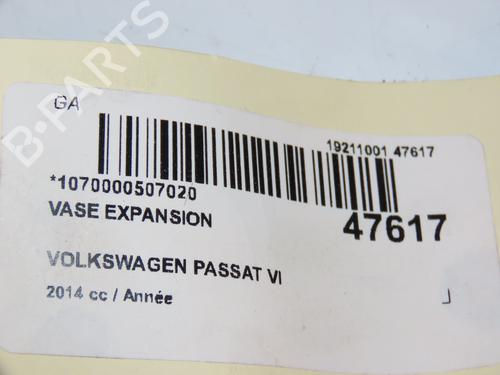 B-PARTS
GA
19211001 47617
*1070000507020
VASE EXPANSION
47617
VOLKSWAGEN PASSAT VI
2014 cc / Année